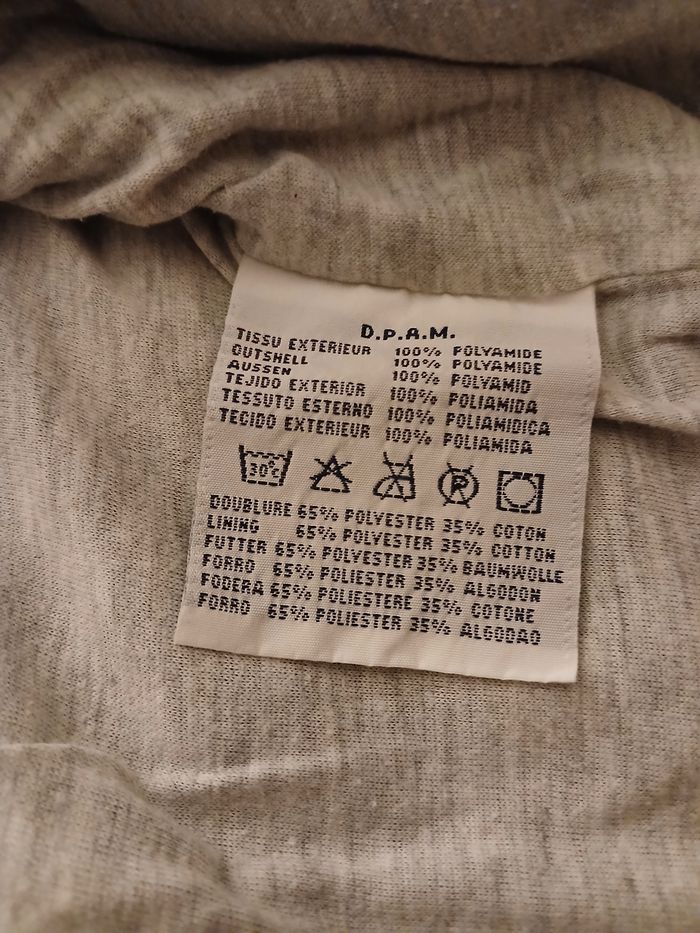 D.P.A.M.
TISSU EXTERIEUR 100% POLYAMIDE
OUTSHELL 100% POLYAMIDE
AUSSEN 100% POLYAMID
TEJIDO EXTERIOR 100% POLIAMIDA
TESSUTO ESTERNO 100% POLIAMIDICA
TECIDO EXTERIEUR 100% POLIAMIDA
30°C P
DOUBLURE 65% POLYESTER 35% COTON
LINING 65% POLYESTER 35% COTTON
FUTTER 65% POLYESTER 35% BAUMWOLLE
FORRO 65% POLIESTER 35% ALGODON
FODERA 65% POLIESTERE 35% COTONE
FORRO 65% POLIESTER 35% ALGODAO